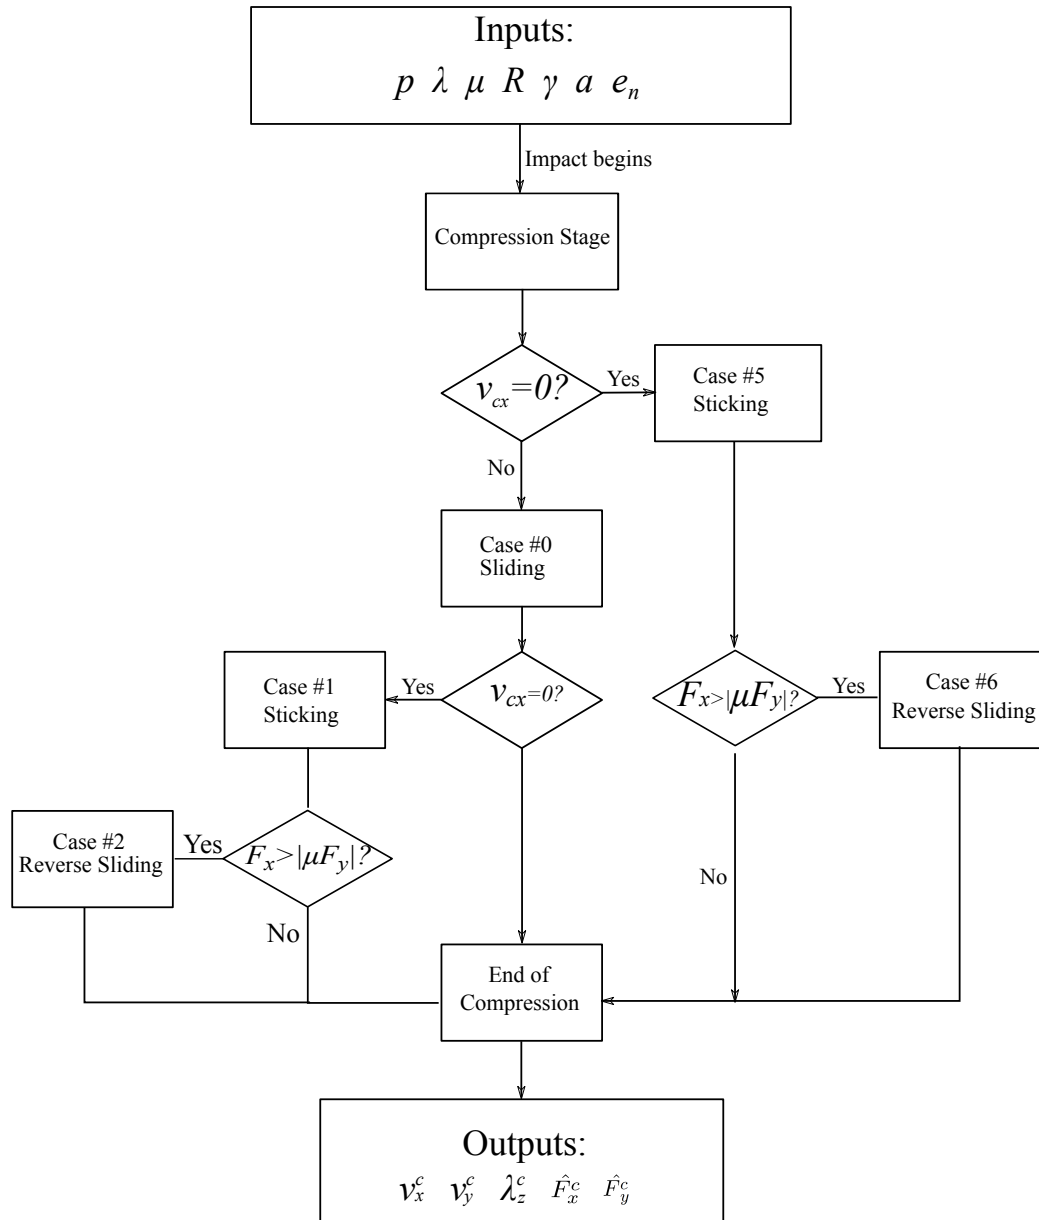 Inputs:
p λ μ R γ a e_n
Impact begins
Compression Stage
v_cx=0?
Yes
Case #5
Sticking
No
Case #0
Sliding
v_cx=0?
Yes
Case #1
Sticking
F_x>|μF_y|?
Yes
Case #6
Reverse Sliding
F_x>|μF_y|?
Yes
Case #2
Reverse Sliding
No
No
End of
Compression
Outputs:
v_x^c v_y^c λ_z^c F̂_x^c F̂_y^c